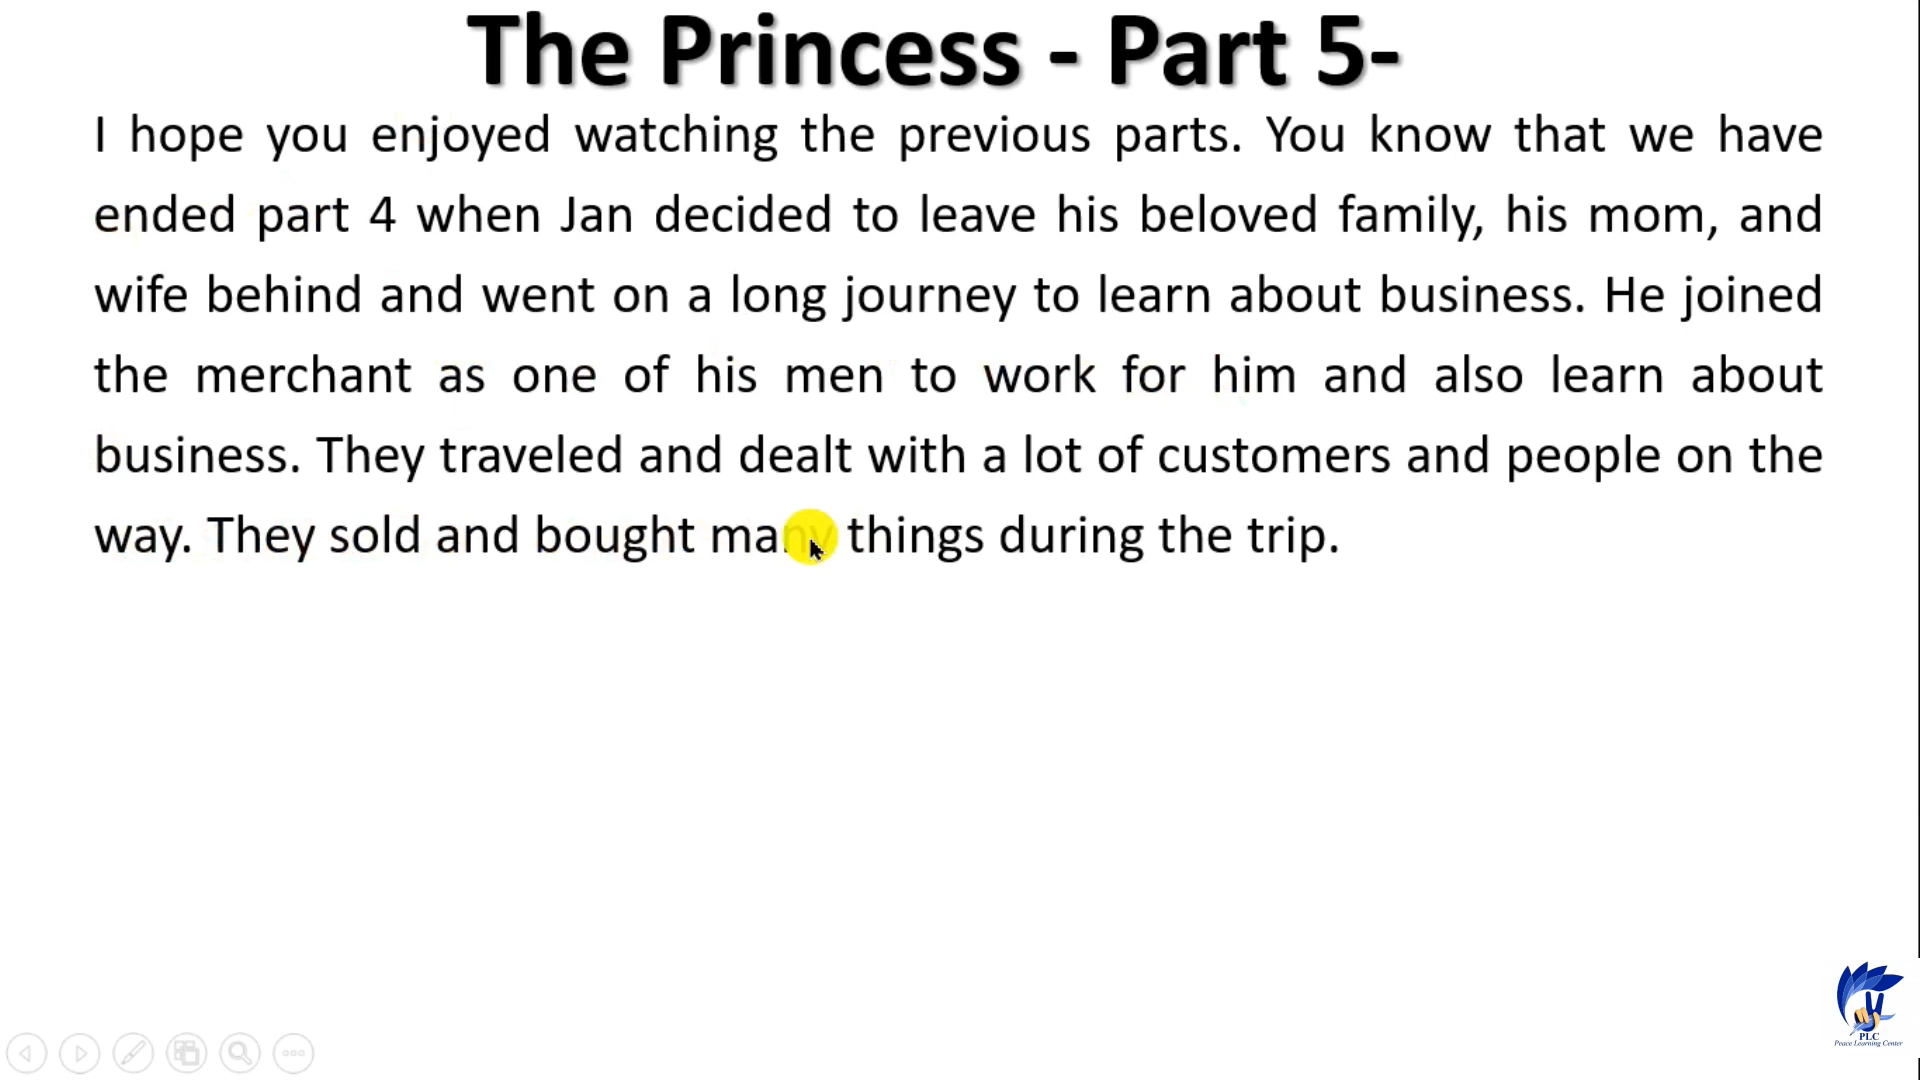 The Princess - Part 5-
I hope you enjoyed watching the previous parts. You know that we have
ended part 4 when Jan decided to leave his beloved family, his mom, and
wife behind and went on a long journey to learn about business. He joined
the merchant as one of his men to work for him and also learn about
business. They traveled and dealt with a lot of customers and people on the
way. They sold and bought many things during the trip.
PLC
Peace Learning Center